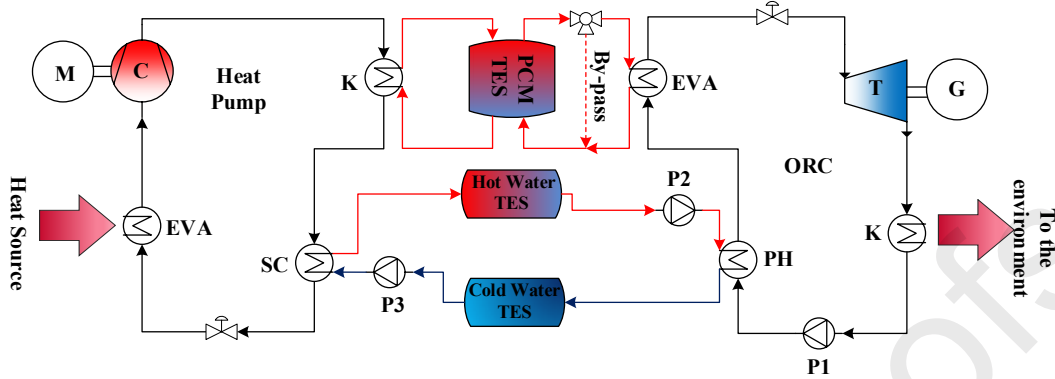 M
C
Heat
Pump
K
PCM
TES
By-pass
EVA
T
G
ORC
Heat Source
EVA
SC
Hot Water
TES
P2
P3
Cold Water
TES
PH
K
To the
environment
P1
ofs